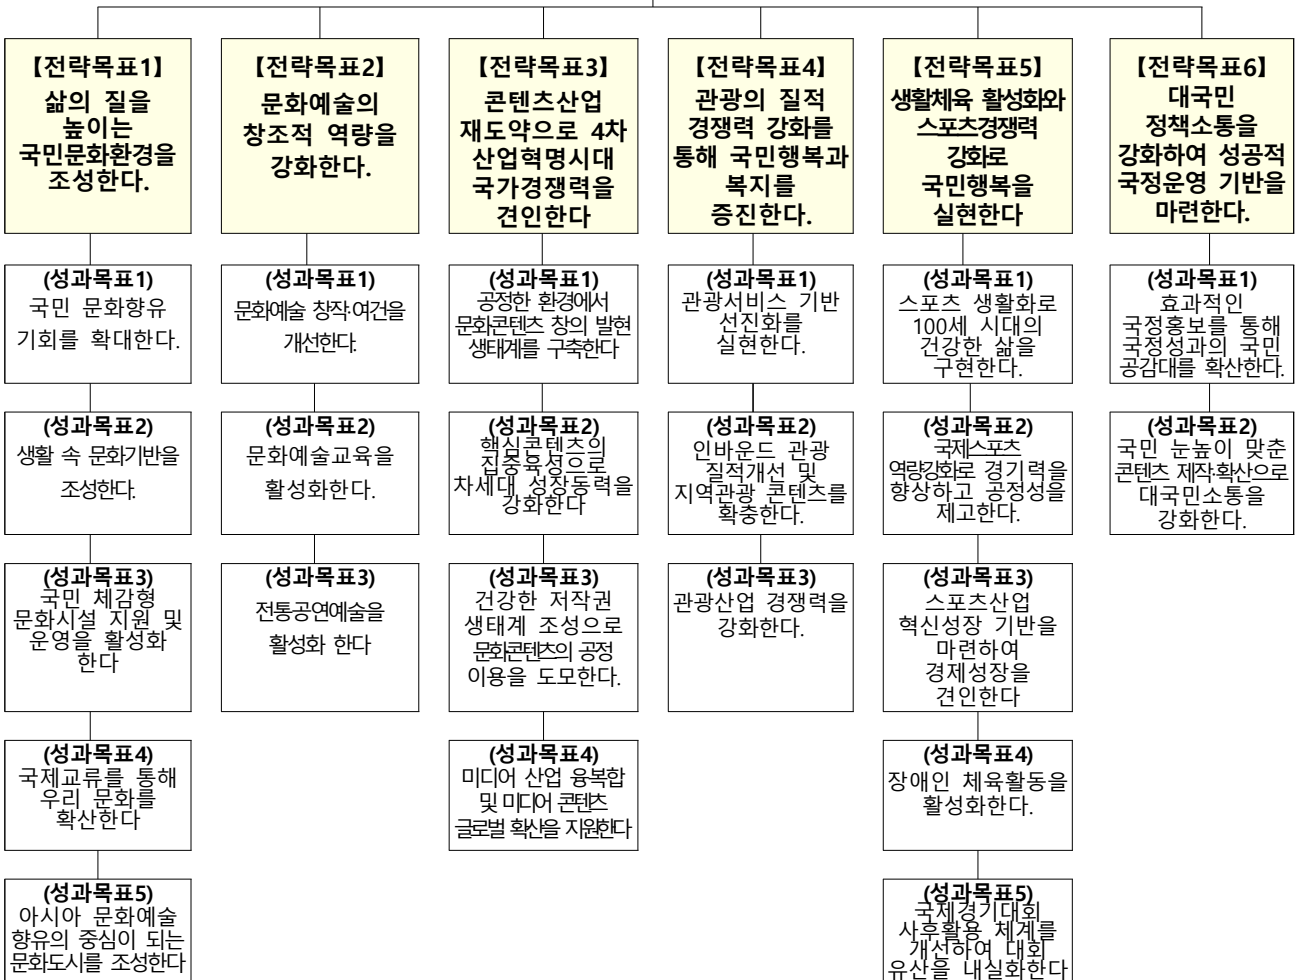 【전략목표1】
삶의 질을
높이는
국민문화환경을
조성한다.
(성과목표1)
국민 문화향유
기회를 확대한다.
(성과목표2)
생활 속 문화기반을
조성한다.
(성과목표3)
국민 체감형
문화시설 지원 및
운영을 활성화
한다
(성과목표4)
국제교류를 통해
우리 문화를
확산한다
(성과목표5)
아시아 문화예술
향유의 중심이 되는
문화도시를 조성한다
【전략목표2】
문화예술의
창조적 역량을
강화한다.
(성과목표1)
문화예술 창작·여건을
개선한다.
(성과목표2)
문화예술교육을
활성화한다.
(성과목표3)
전통공연예술을
활성화 한다
【전략목표3】
콘텐츠산업
재도약으로 4차
산업혁명시대
국가경쟁력을
견인한다
(성과목표1)
공정한 환경에서
문화콘텐츠 창의 발현
생태계를 구축한다
(성과목표2)
핵심콘텐츠의
집중육성으로
차세대 성장동력을
강화한다
(성과목표3)
건강한 저작권
생태계 조성으로
문화콘텐츠의 공정
이용을 도모한다.
(성과목표4)
미디어 산업 융복합
및 미디어 콘텐츠
글로벌 확산을 지원한다
【전략목표4】
관광의 질적
경쟁력 강화를
통해 국민행복과
복지를
증진한다.
(성과목표1)
관광서비스 기반
선진화를
실현한다.
(성과목표2)
인바운드 관광
질적개선 및
지역관광 콘텐츠를
확충한다.
(성과목표3)
관광산업 경쟁력을
강화한다.
【전략목표5】
생활체육 활성화와
스포츠경쟁력
강화로
국민행복을
실현한다
(성과목표1)
스포츠 생활화로
100세 시대의
건강한 삶을
구현한다.
(성과목표2)
국제스포츠
역량강화로 경기력을
향상하고 공정성을
제고한다.
(성과목표3)
스포츠산업
혁신성장 기반을
마련하여
경제성장을
견인한다
(성과목표4)
장애인 체육활동을
활성화한다.
(성과목표5)
국제경기대회
사후활용 체계를
개선하여 대회
유산을 내실화한다
【전략목표6】
대국민
정책소통을
강화하여 성공적
국정운영 기반을
마련한다.
(성과목표1)
효과적인
국정홍보를 통해
국정성과의 국민
공감대를 확산한다.
(성과목표2)
국민 눈높이 맞춘
콘텐츠 제작·확산으로
대국민소통을
강화한다.